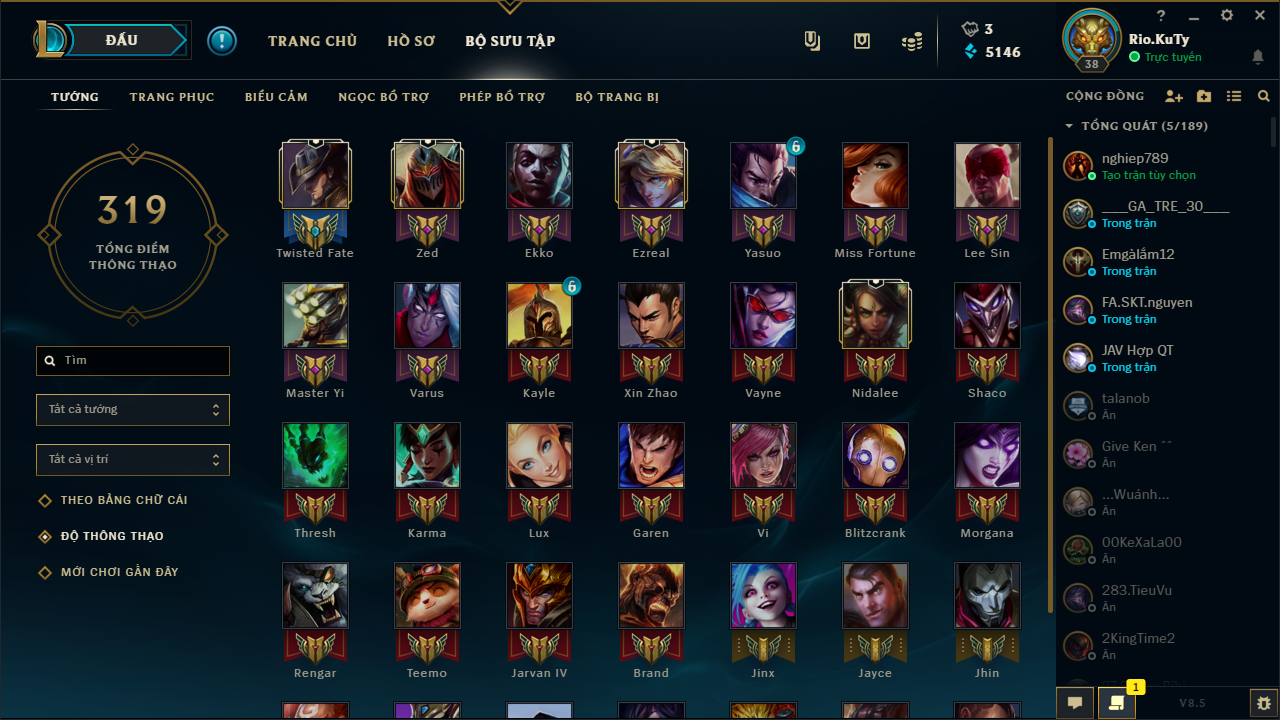 ĐẤU
TRANG CHỦ
HỒ SƠ
BỘ SƯU TẬP
3
5146
38
Rio.KuTy
Trực tuyến
TƯỚNG
TRANG PHỤC
BIỂU CẢM
NGỌC BỔ TRỢ
PHÉP BỔ TRỢ
BỘ TRANG BỊ
CỘNG ĐỒNG
TỔNG QUÁT (5/189)
319
TỔNG ĐIỂM
THÔNG THẠO
Tìm
Tất cả tướng
Tất cả vị trí
THEO BẢNG CHỮ CÁI
ĐỘ THÔNG THẠO
MỚI CHƠI GẦN ĐÂY
6
Twisted Fate
Zed
Ekko
Ezreal
Yasuo
Miss Fortune
Lee Sin
6
Master Yi
Varus
Kayle
Xin Zhao
Vayne
Nidalee
Shaco
Thresh
Karma
Lux
Garen
Vi
Blitzcrank
Morgana
Rengar
Teemo
Jarvan IV
Brand
Jinx
Jayce
Jhin
nghiep789
Tạo trận tùy chọn
___GA_TRE_30___
Trong trận
Emgàlắm12
Trong trận
FA.SKT.nguyen
Trong trận
JAV Hợp QT
Trong trận
talanob
Ẩn
Give Ken ^^
Ẩn
...Wuánh...
Ẩn
00KeXaLa00
Ẩn
283.TieuVu
Ẩn
2KingTime2
Ẩn
1
V8.5